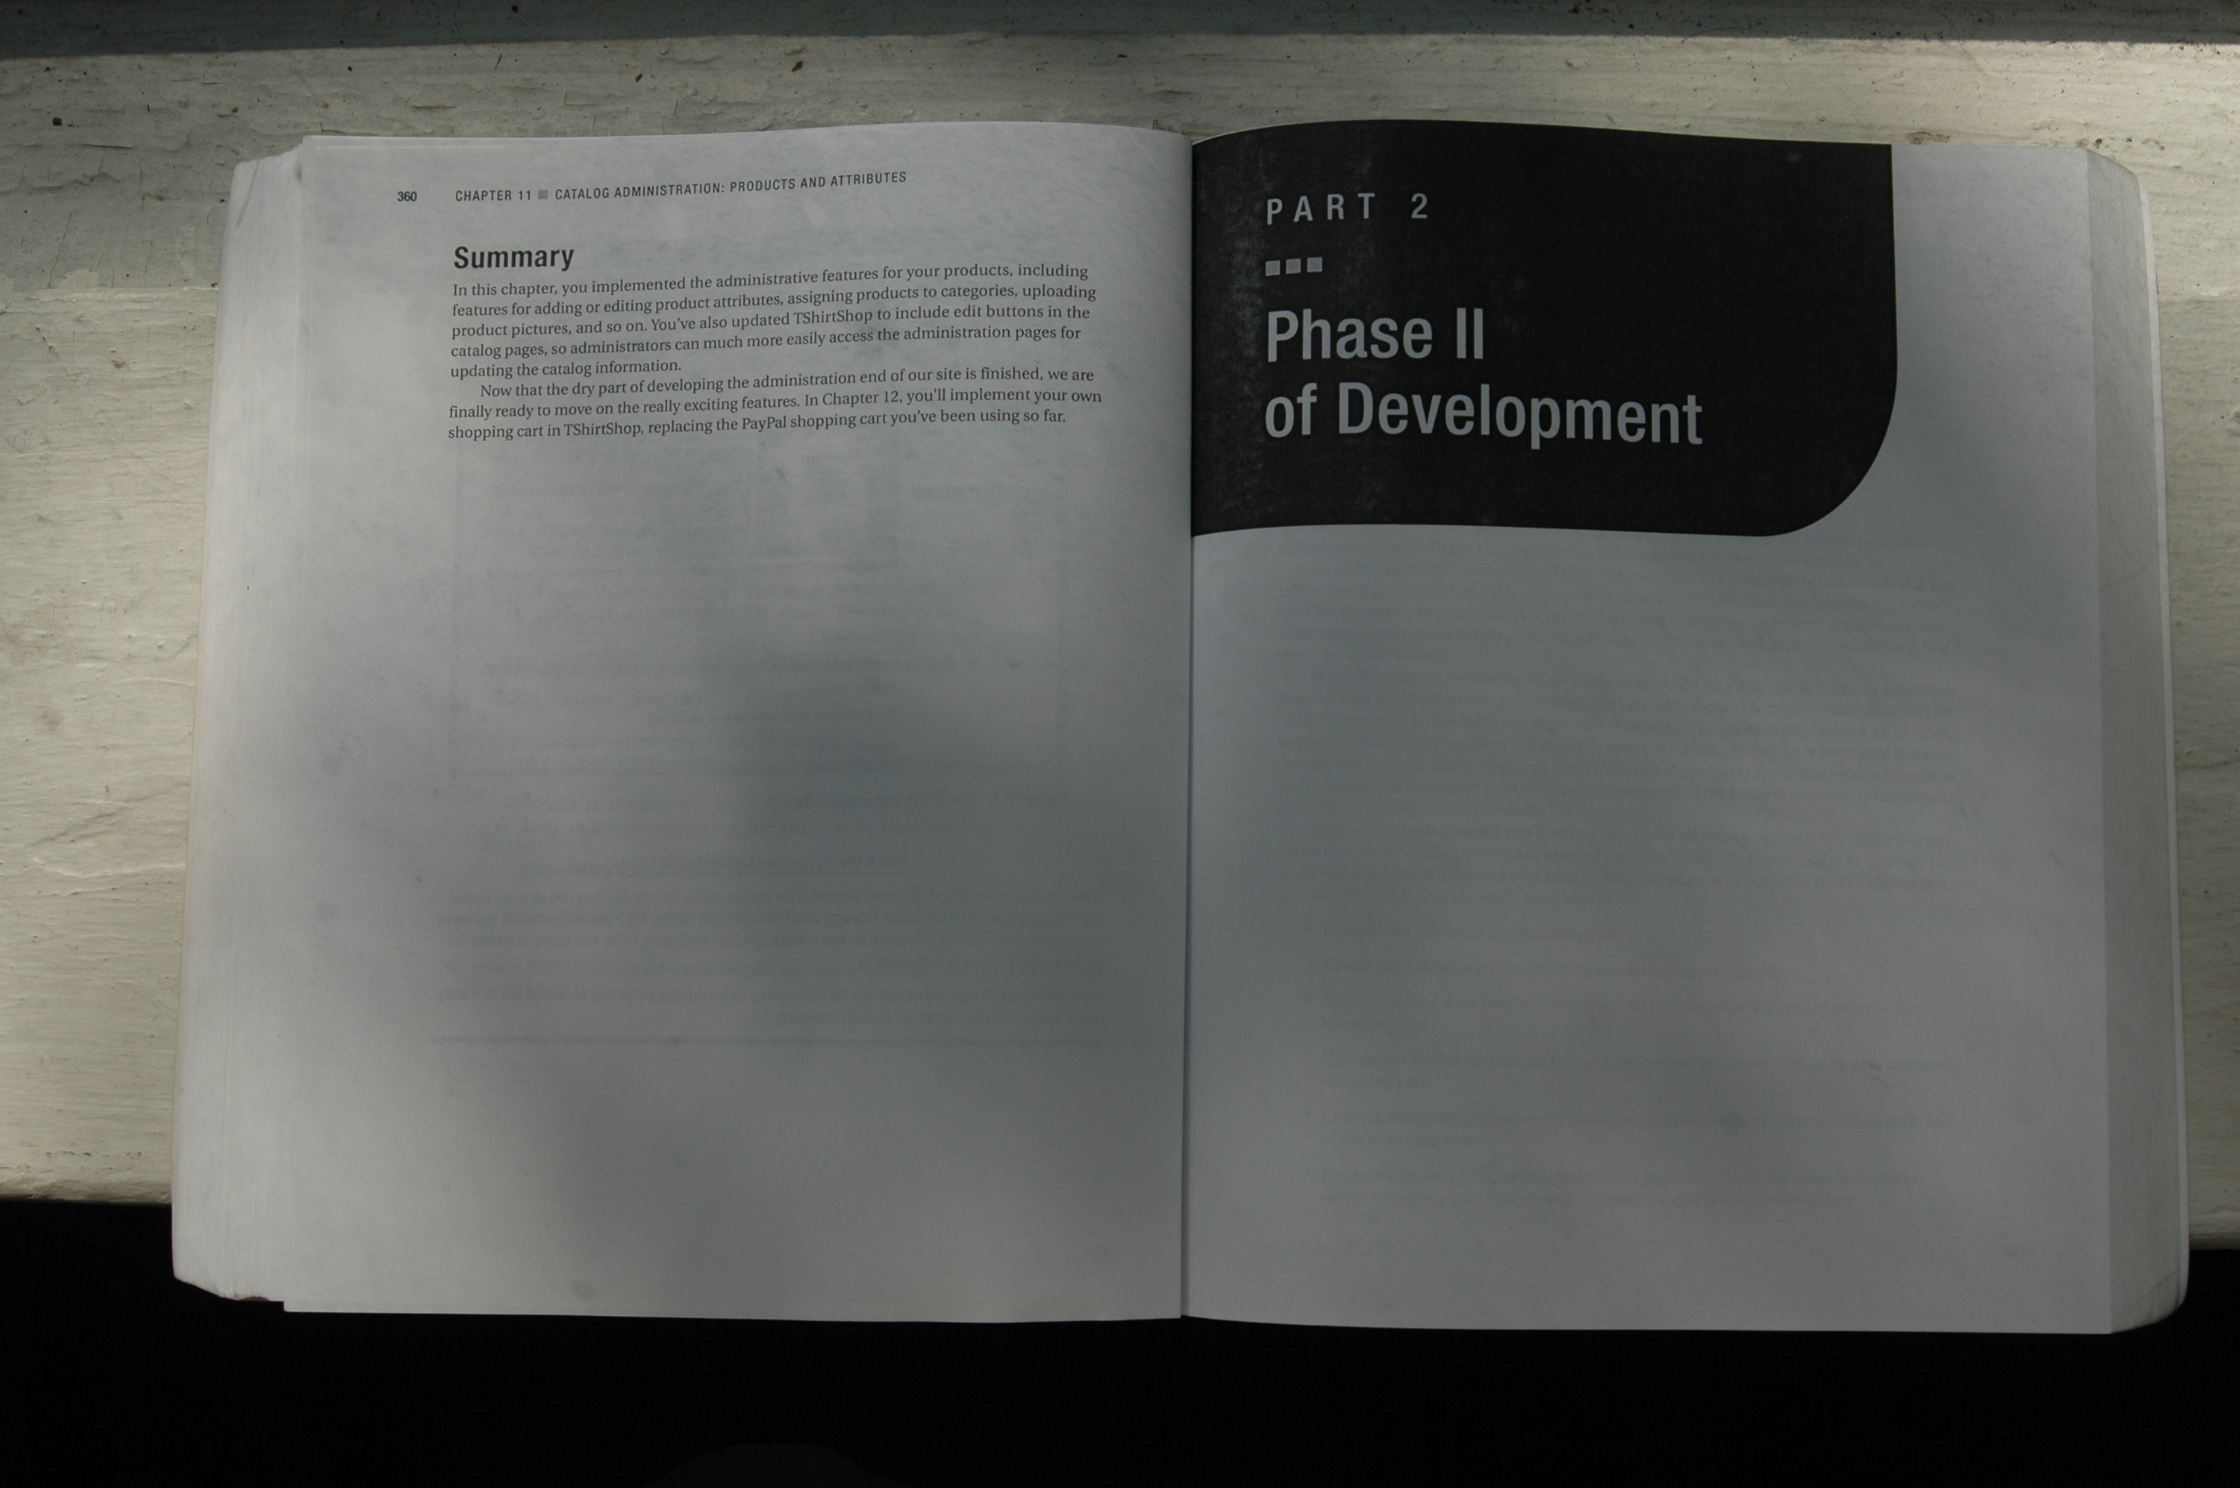 360 CHAPTER 11 ■ CATALOG ADMINISTRATION: PRODUCTS AND ATTRIBUTES
Summary
In this chapter, you implemented the administrative features for your products, including
features for adding or editing product attributes, assigning products to categories, uploading
product pictures, and so on. You've also updated TShirtShop to include edit buttons in the
catalog pages, so administrators can much more easily access the administration pages for
updating the catalog information.
Now that the dry part of developing the administration end of our site is finished, we are
finally ready to move on the really exciting features. In Chapter 12, you'll implement your own
shopping cart in TShirtShop, replacing the PayPal shopping cart you've been using so far.
PART 2
Phase II
of Development